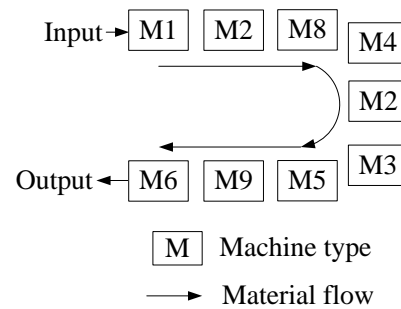 Input M1 M2 M8 M4
M2
Output M6 M9 M5 M3
M Machine type
Material flow